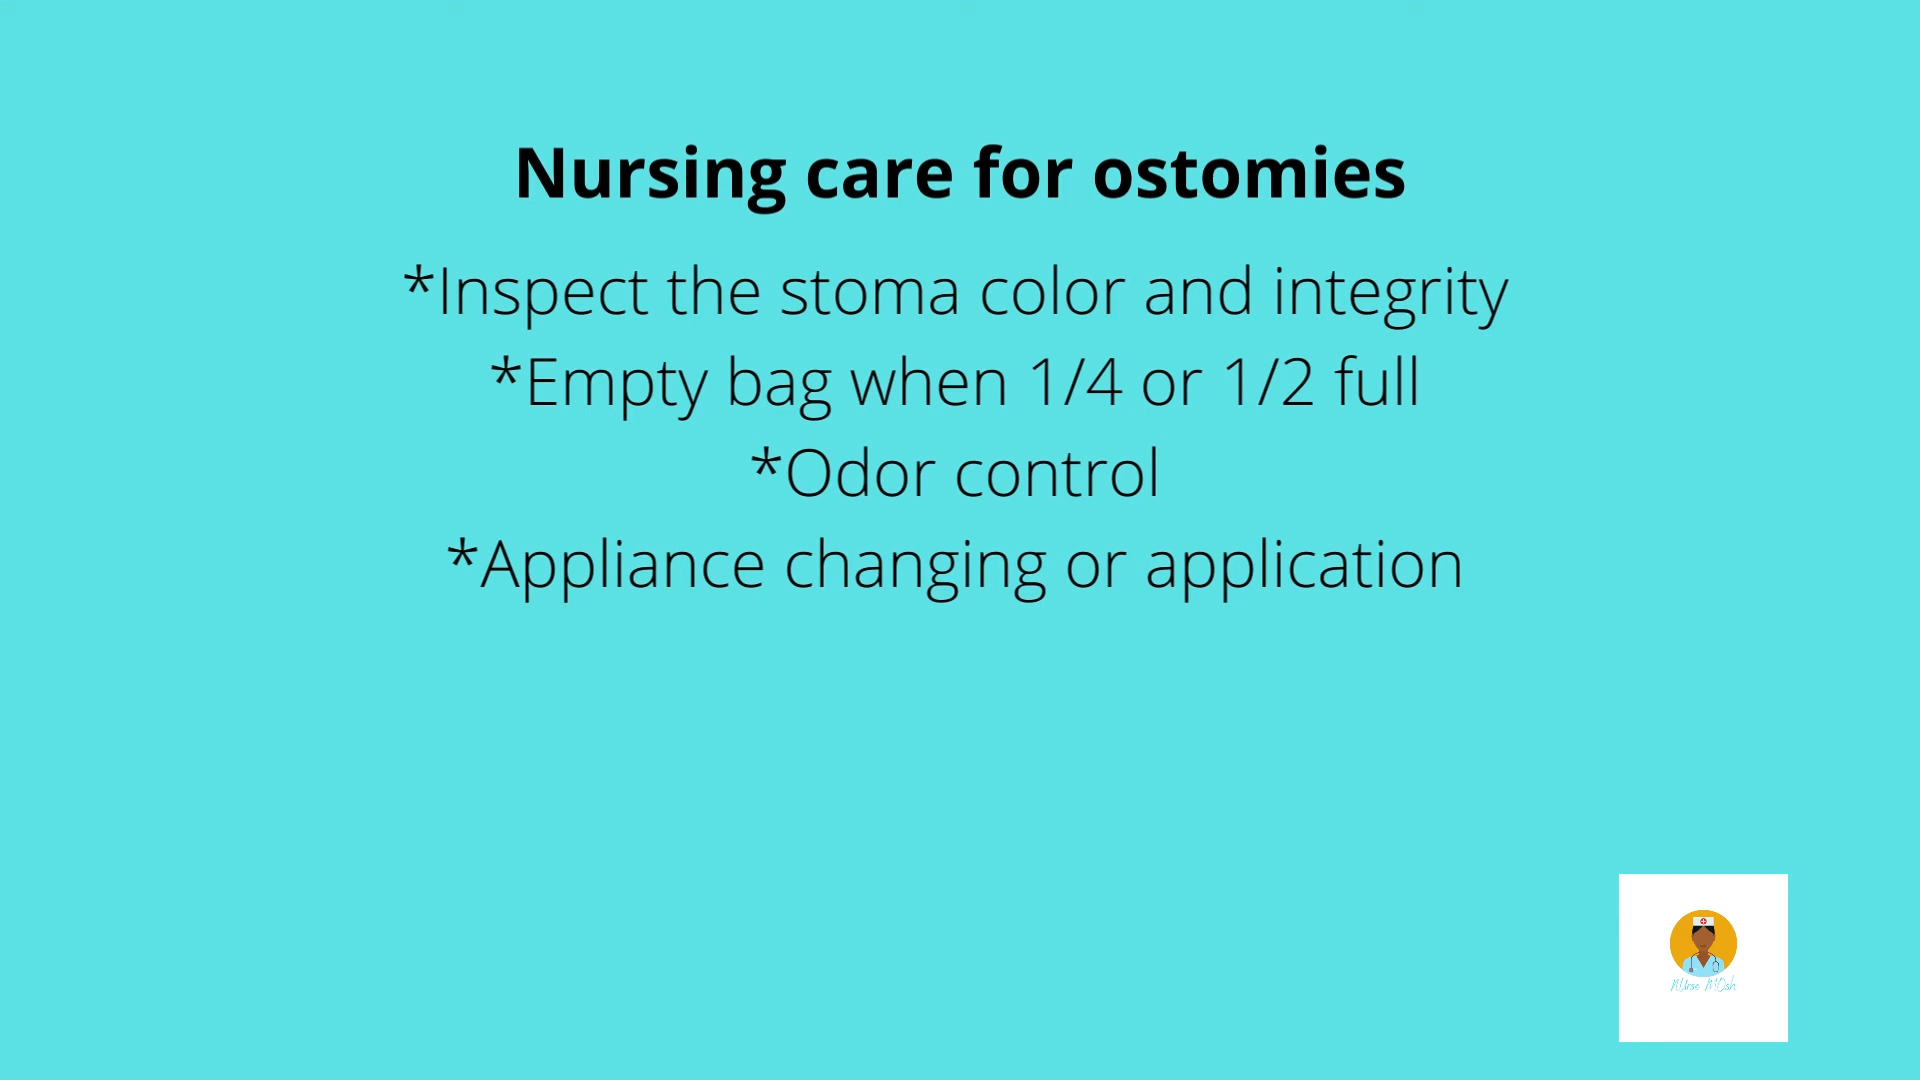 Nursing care for ostomies
*Inspect the stoma color and integrity
*Empty bag when 1/4 or 1/2 full
*Odor control
*Appliance changing or application
Nurse